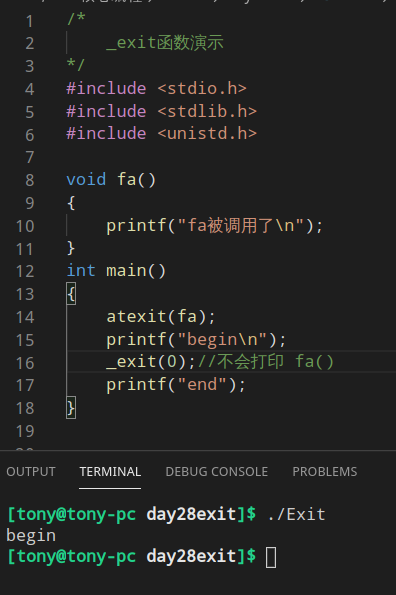 1 /*
2 _exit函数演示
3 */
4 #include <stdio.h>
5 #include <stdlib.h>
6 #include <unistd.h>
7
8 void fa()
9 {
10 printf("fa被调用了\n");
11 }
12 int main()
13 {
14 atexit(fa);
15 printf("begin\n");
16 _exit(0);//不会打印 fa()
17 printf("end");
18 }
19
OUTPUT TERMINAL DEBUG CONSOLE PROBLEMS
[tony@tony-pc day28exit]$ ./Exit
begin
[tony@tony-pc day28exit]$